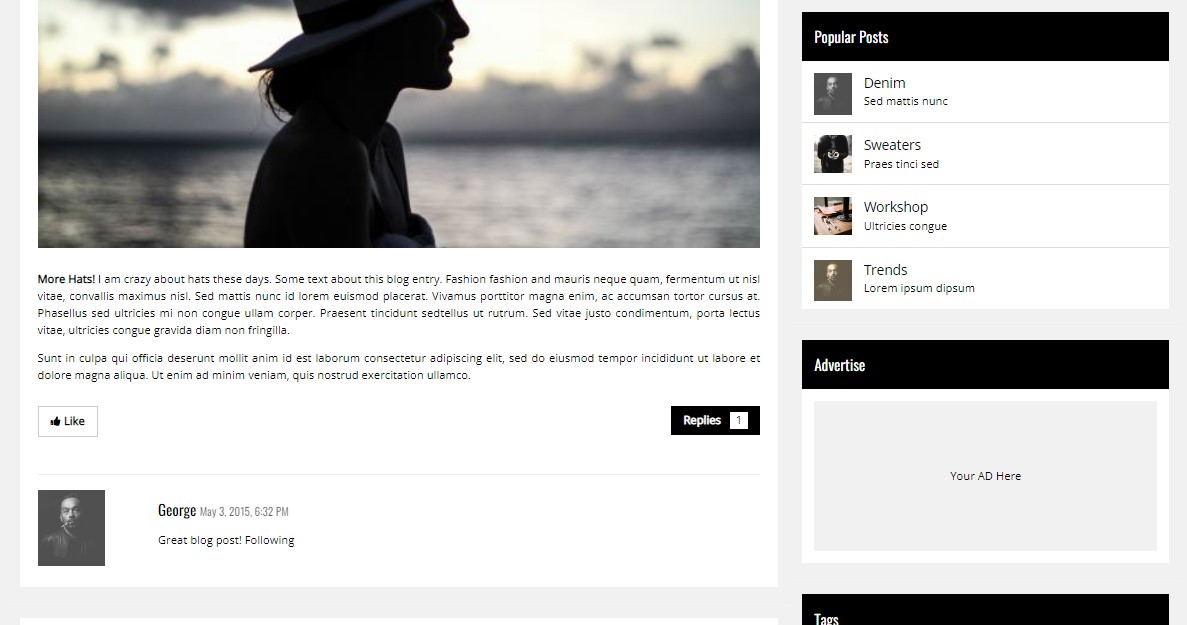 More Hats! I am crazy about hats these days. Some text about this blog entry. Fashion fashion and mauris neque quam, fermentum ut nisl
vitae, convallis maximus nisl. Sed mattis nunc id lorem euismod placerat. Vivamus porttitor magna enim, ac accumsan tortor cursus at.
Phasellus sed ultricies mi non congue ullam corper. Praesent tincidunt sedtellus ut rutrum. Sed vitae justo condimentum, porta lectus
vitae, ultricies congue gravida diam non fringilla.
Sunt in culpa qui officia deserunt mollit anim id est laborum consectetur adipiscing elit, sed do eiusmod tempor incididunt ut labore et
dolore magna aliqua. Ut enim ad minim veniam, quis nostrud exercitation ullamco.
Like
Replies 1
George May 3, 2015, 6:32 PM
Great blog post! Following
Popular Posts
Denim
Sed mattis nunc
Sweaters
Praes tinci sed
Workshop
Ultricies congue
Trends
Lorem ipsum dipsum
Advertise
Your AD Here
Tags